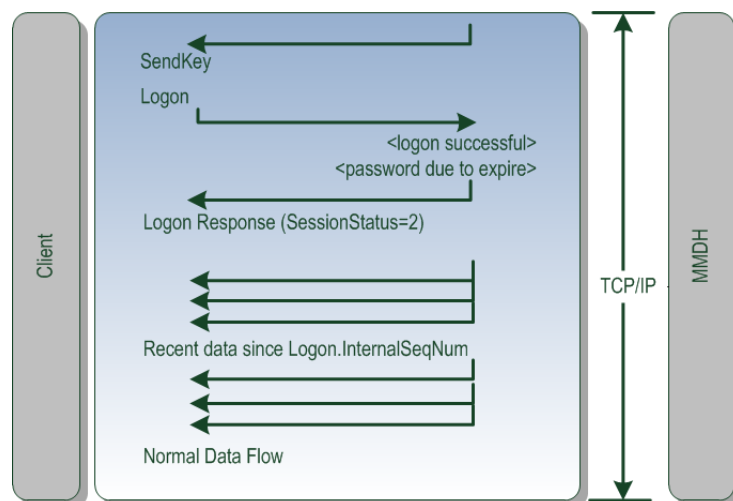 SendKey
Logon
<logon successful>
<password due to expire>
Logon Response (SessionStatus=2)
Client
TCP/IP
MMDH
Recent data since Logon.InternalSeqNum
Normal Data Flow